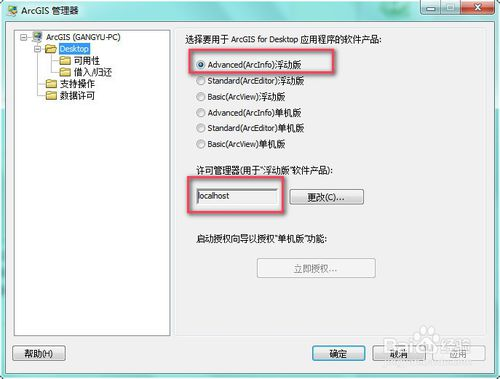 ArcGIS 管理器
ArcGIS (GANGYU-PC)
Desktop
可用性
借入/归还
支持操作
数据许可
选择要用于 ArcGIS for Desktop 应用程序的软件产品:
Advanced(ArcInfo)浮动版
Standard(ArcEditor)浮动版
Basic(ArcView)浮动版
Advanced(ArcInfo)单机版
Standard(ArcEditor)单机版
Basic(ArcView)单机版
许可管理器(用于"浮动版"软件产品):
localhost
更改(C)...
启动授权向导以授权"单机版"功能:
立即授权...
帮助(H)
确定
取消
应用
Baidu 经验